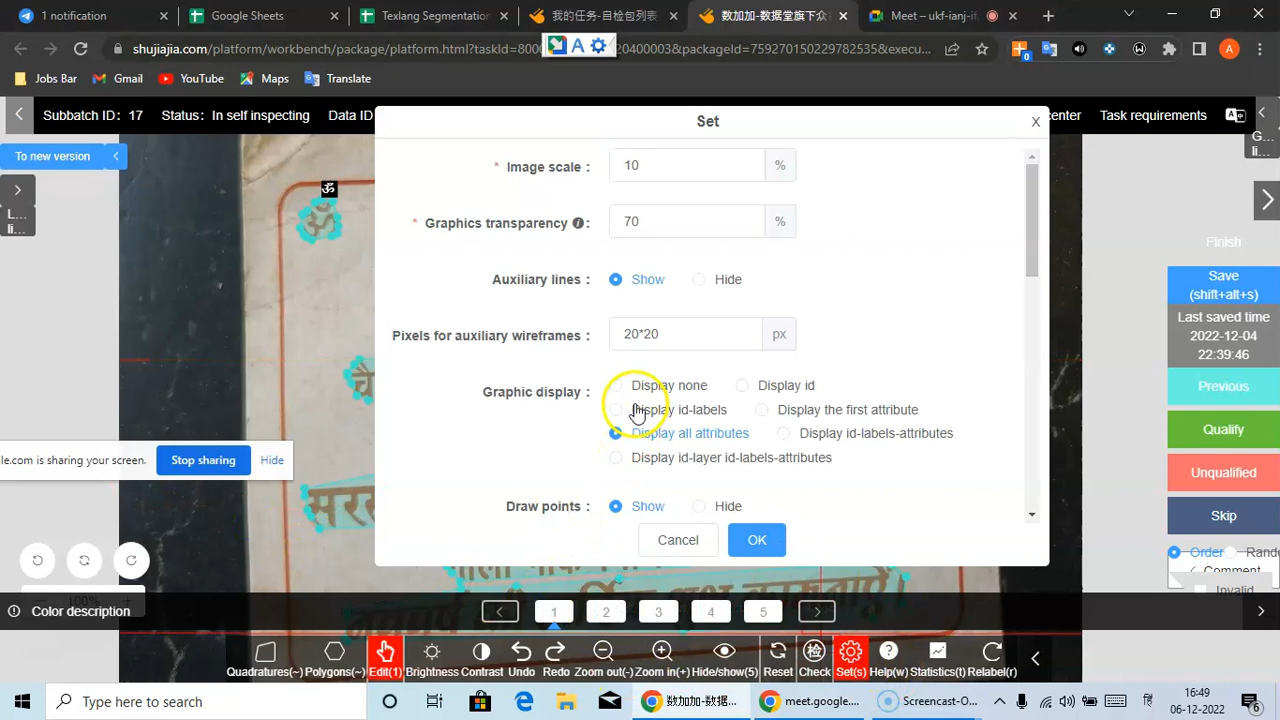 Texlang Segmentation
我的任务-自检包列表
数加加-数据堂旗下众
Meet – ukf-ianj-
shujiajia.com/platform/workbench/package/platform.html?taskId=800
20400003&packageId=759270150229782535&execu...
Jobs Bar
Gmail
YouTube
Maps
Translate
Subbatch ID： 17
Status：In self inspecting
Data ID
center
Task requirements
To new version
Set
X
* Image scale：
10
%
* Graphics transparency：
70
%
Auxiliary lines：
Show
Hide
Pixels for auxiliary wireframes：
20*20
px
Graphic display：
Display none
Display id
Display id-labels
Display the first attribute
Display all attributes
Display id-labels-attributes
Display id-layer id-labels-attributes
Draw points：
Show
Hide
Cancel
OK
ॐ
ॐ
le.com is sharing your screen.
Stop sharing
Hide
G...
li...
L...
Finish
Save
(shift+alt+s)
Last saved time
2022-12-04
22:39:46
Previous
Qualify
Unqualified
Skip
Order
Rand
Comment
Invalid
100%
Color description
1
2
3
4
5
Quadratures(~)
Polygons(~)
Edit(1)
Brightness
Contrast
Undo
Redo
Zoom out(-)
Zoom in(+)
Hide/show(5)
Reset
Check
Set(s)
Help(w)
Statistics(t)
Relabel(r)
Type here to search
数加加-数据...
meet.google.c...
Screencast-O...
6:49
06-12-2022
6